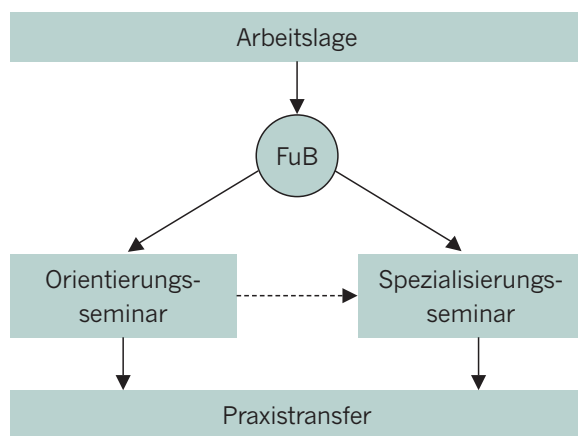 Arbeitslage
FuB
Orientierungs-
seminar
Spezialisierungs-
seminar
Praxistransfer